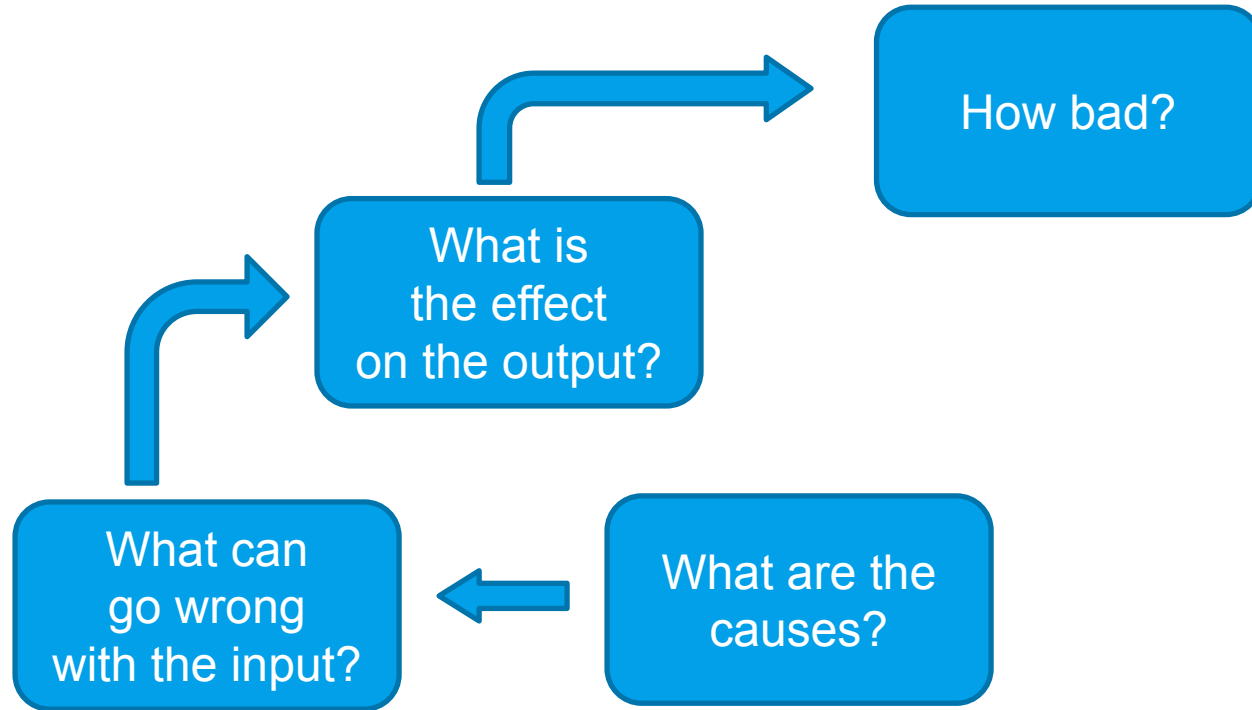 How bad?
What is
the effect
on the output?
What can
go wrong
with the input?
What are the
causes?